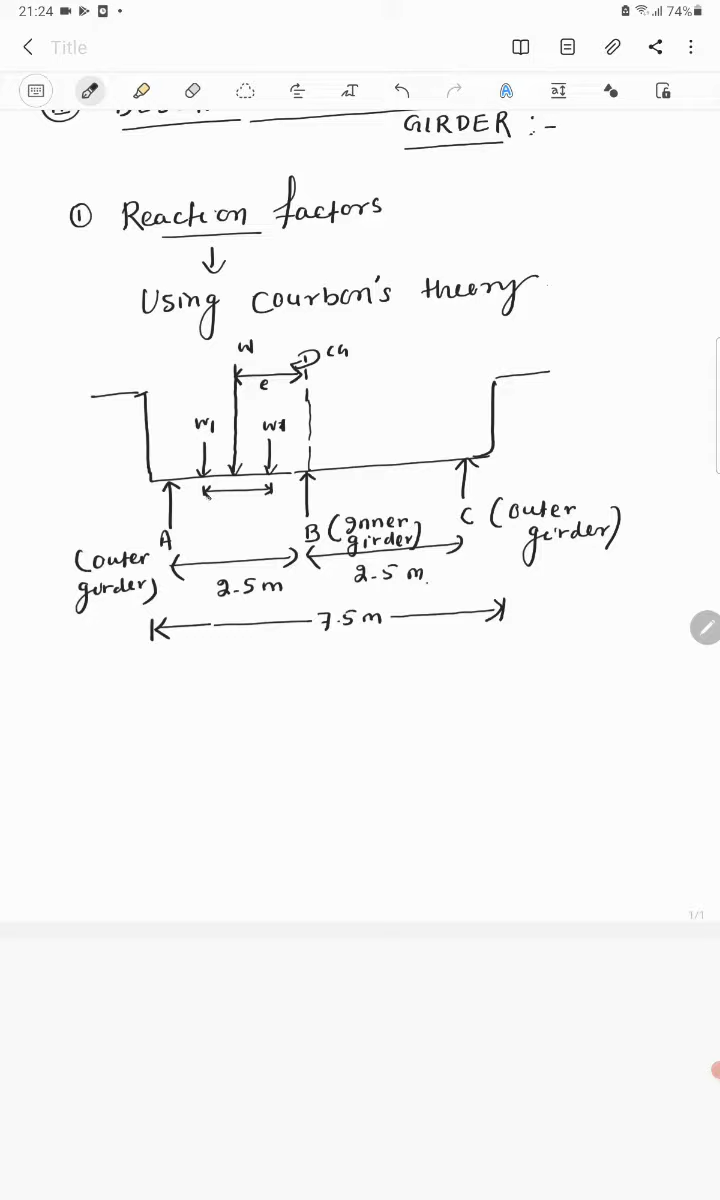 21:24
74%
Title
GIRDER :-
① Reaction factors
↓
Using Courbon's theory
W
CG
e
W1
W2
A
B (Inner girder)
C (Outer girder)
(outer girder)
2.5 m
2.5 m.
7.5 m
1/1